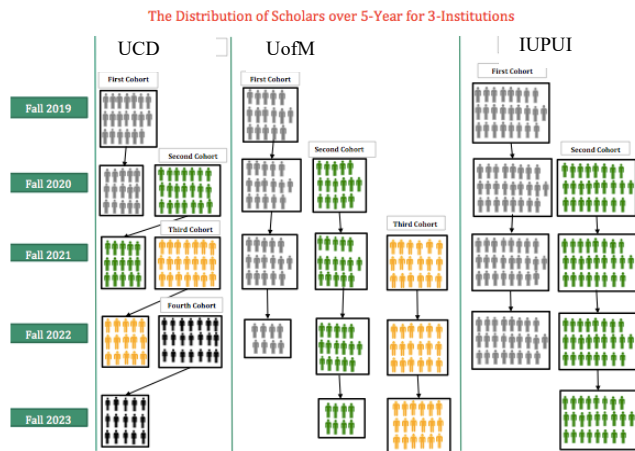 The Distribution of Scholars over 5-Year for 3-Institutions
UCD
UofM
IUPUI
First Cohort
First Cohort
First Cohort
Fall 2019
Second Cohort
Second Cohort
Second Cohort
Fall 2020
Third Cohort
Third Cohort
Fall 2021
Fourth Cohort
Fall 2022
Fall 2023